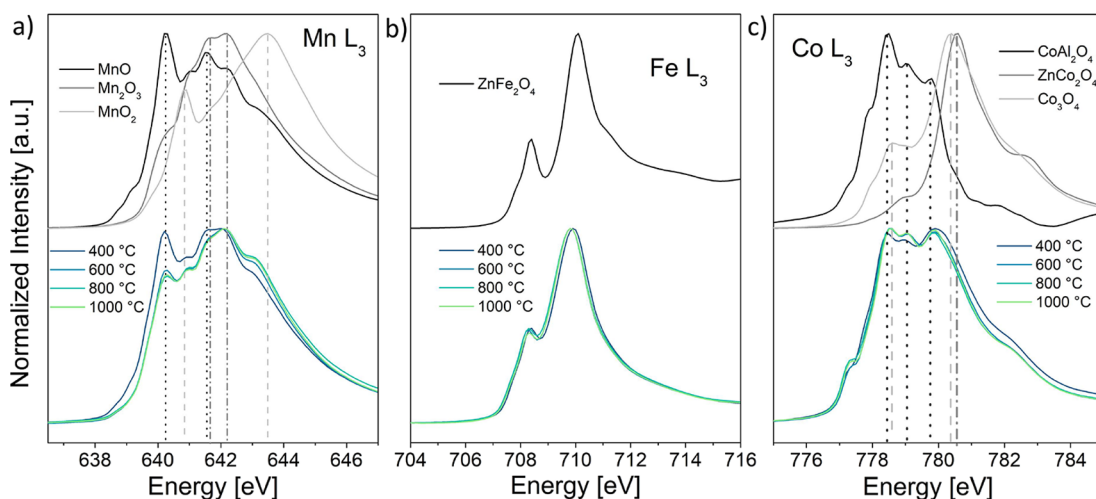 a)
Mn L₃
MnO
Mn₂O₃
MnO₂
400 °C
600 °C
800 °C
1000 °C
638 640 642 644 646
Energy [eV]
Normalized Intensity [a.u.]
b)
Fe L₃
ZnFe₂O₄
400 °C
600 °C
800 °C
1000 °C
704 706 708 710 712 714 716
Energy [eV]
c)
Co L₃
CoAl₂O₄
ZnCo₂O₄
Co₃O₄
400 °C
600 °C
800 °C
1000 °C
776 778 780 782 784
Energy [eV]